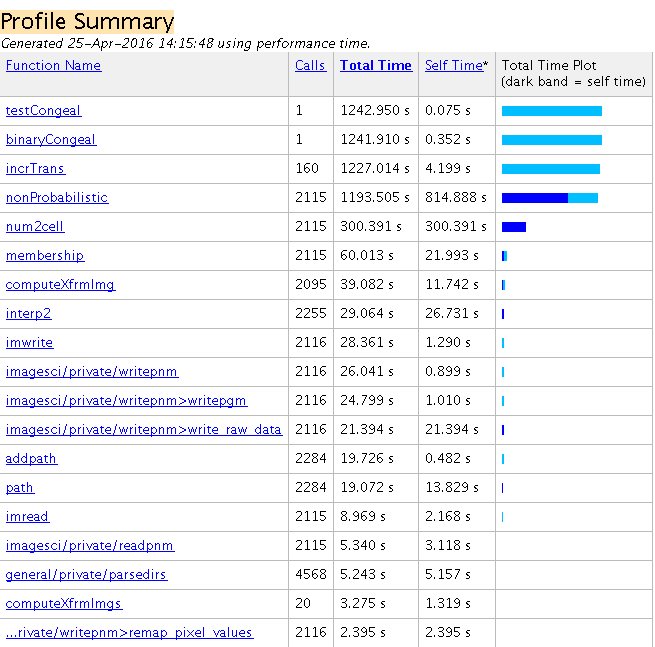 Profile Summary
Generated 25-Apr-2016 14:15:48 using performance time.
Function Name Calls Total Time Self Time* Total Time Plot
(dark band = self time)
testCongeal 1 1242.950 s 0.075 s
binaryCongeal 1 1241.910 s 0.352 s
incrTrans 160 1227.014 s 4.199 s
nonProbabilistic 2115 1193.505 s 814.888 s
num2cell 2115 300.391 s 300.391 s
membership 2115 60.013 s 21.993 s
computeXfrmImg 2095 39.082 s 11.742 s
interp2 2255 29.064 s 26.731 s
imwrite 2116 28.361 s 1.290 s
imagesci/private/writepnm 2116 26.041 s 0.899 s
imagesci/private/writepnm>writepgm 2116 24.799 s 1.010 s
imagesci/private/writepnm>write_raw_data 2116 21.394 s 21.394 s
addpath 2284 19.726 s 0.482 s
path 2284 19.072 s 13.829 s
imread 2115 8.969 s 2.168 s
imagesci/private/readpnm 2115 5.340 s 3.118 s
general/private/parsedirs 4568 5.243 s 5.157 s
computeXfrmImgs 20 3.275 s 1.319 s
...rivate/writepnm>remap_pixel_values 2116 2.395 s 2.395 s